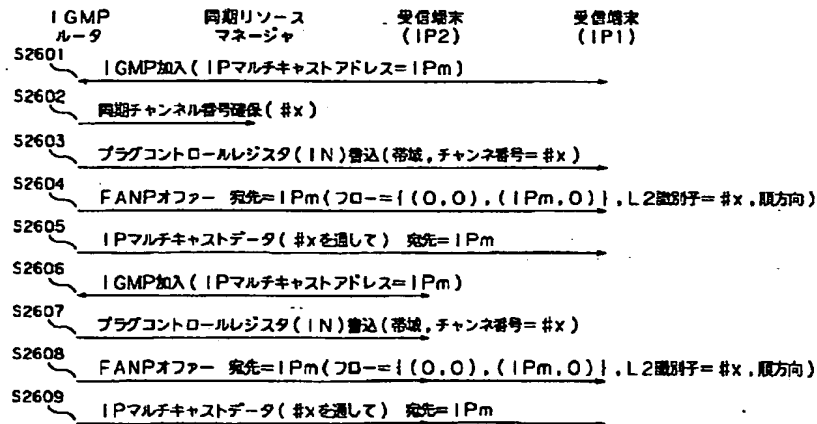 IGMP ルータ 同期リソース マネージャ 受信端末 (IP2) 受信端末 (IP1)
S2601 IGMP加入(IPマルチキャストアドレス=IPm)
S2602 同期チャンネル番号確保(#x)
S2603 プラグコントロールレジスタ(IN)書込(帯域,チャンネ番号=#x)
S2604 FANPオファー 宛先=IPm(フロー={(0,0),(IPm,0)},L2識別子=#x,順方向)
S2605 IPマルチキャストデータ(#xを通して) 宛先=IPm
S2606 IGMP加入(IPマルチキャストアドレス=IPm)
S2607 プラグコントロールレジスタ(IN)書込(帯域,チャンネ番号=#x)
S2608 FANPオファー 宛先=IPm(フロー={(0,0),(IPm,0)},L2識別子=#x,順方向)
S2609 IPマルチキャストデータ(#xを通して) 宛先=IPm